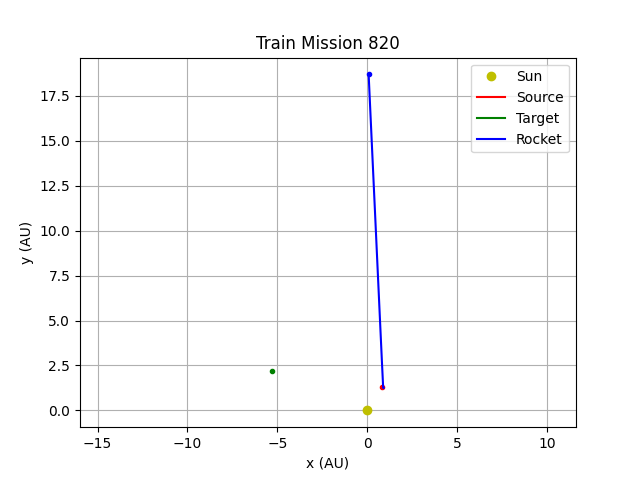 Train Mission 820
Sun
Source
Target
Rocket
17.5
15.0
12.5
10.0
7.5
5.0
2.5
0.0
y (AU)
−15 −10 −5 0 5 10
x (AU)